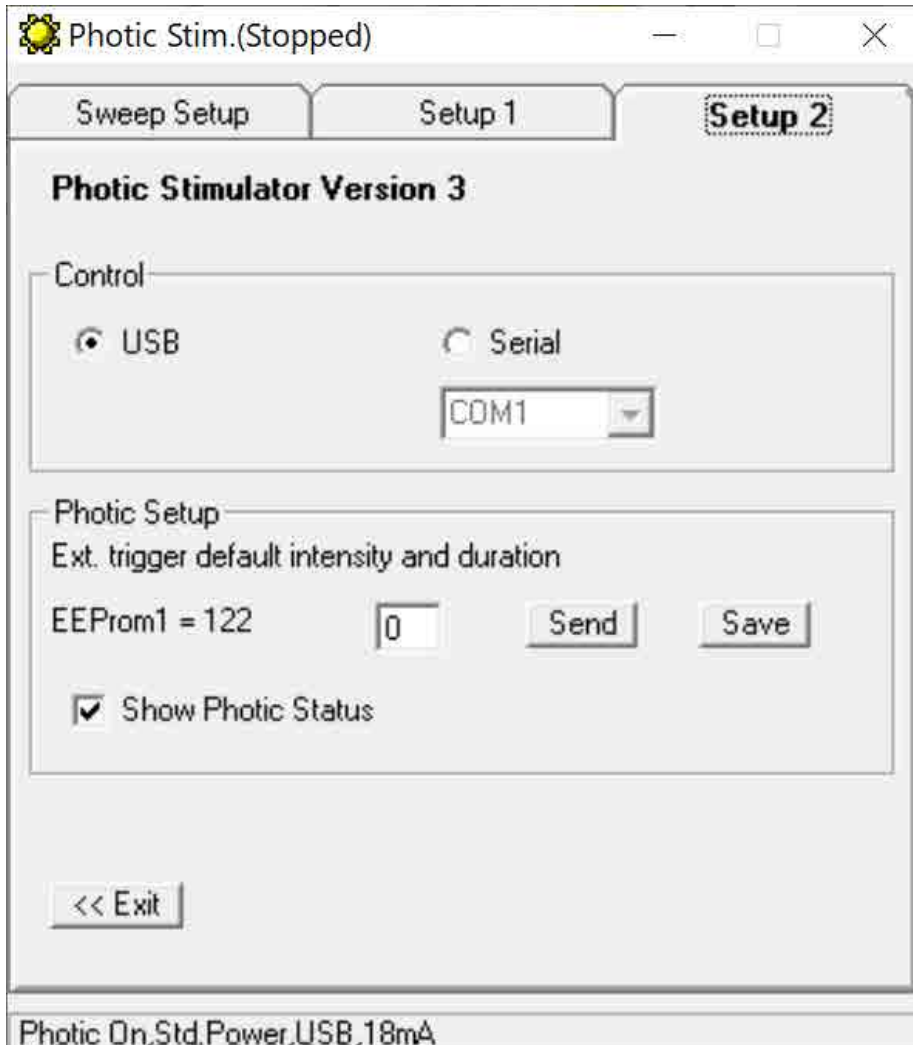 Photic Stim.(Stopped)
Sweep Setup Setup 1 Setup 2
Photic Stimulator Version 3
Control
USB Serial
COM1
Photic Setup
Ext. trigger default intensity and duration
EEProm1 = 122 0 Send Save
Show Photic Status
<< Exit
Photic On,Std.Power,USB,18mA